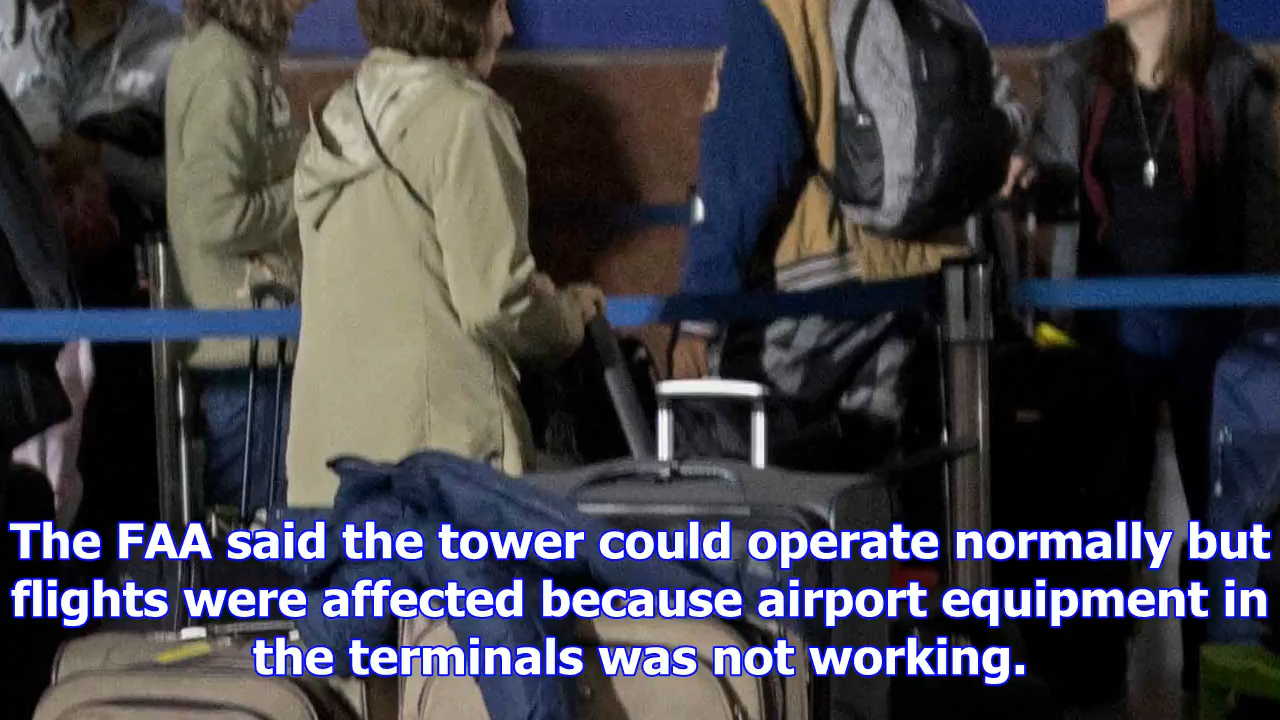 The FAA said the tower could operate normally but
flights were affected because airport equipment in
the terminals was not working.